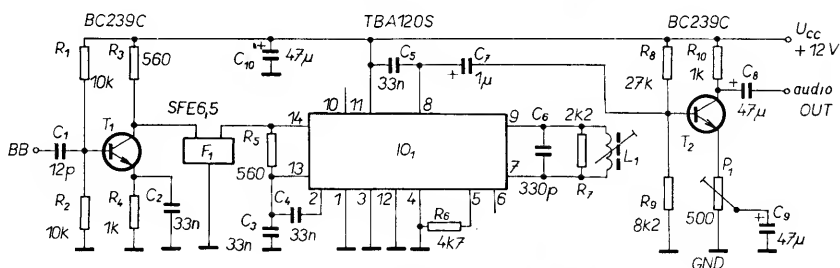 BC239C
TBA120S
BC239C
R1
10k
R3
560
C10
47µ
C5
33n
C7
1µ
R8
27k
R10
1k
UCC
+12V
C8
47µ
audio
OUT
SFE6,5
T1
C1
BB
12p
F1
R5
560
14
13
10
11
8
IO1
9
7
C6
330p
2k2
R7
L1
T2
P1
500
R2
10k
R4
1k
C2
33n
C4
33n
C3
33n
2
1
3
12
4
5
6
R6
4k7
R9
8k2
C9
47µ
GND